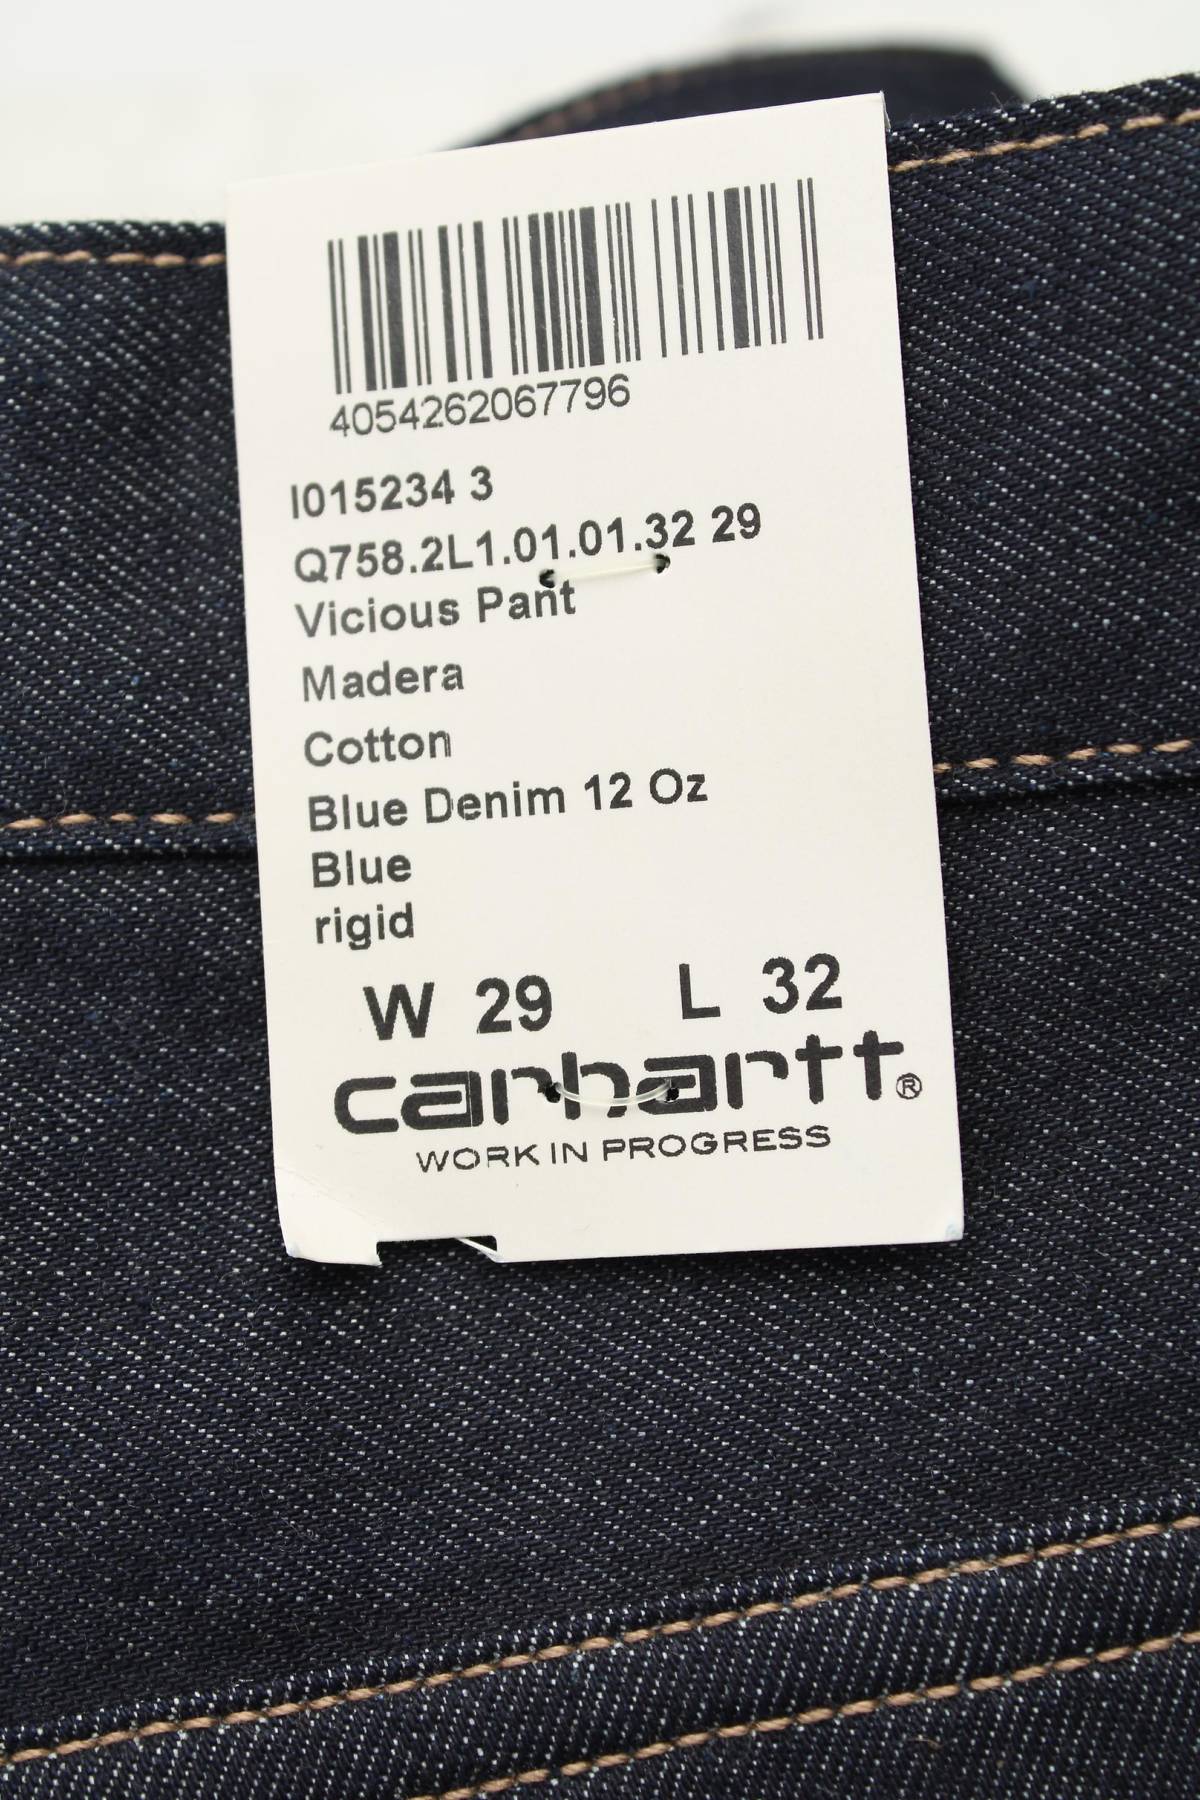 4054262067796
I015234 3
Q758.2L1.01.01.32 29
Vicious Pant
Madera
Cotton
Blue Denim 12 Oz
Blue
rigid
W 29 L 32
carhartt®
WORK IN PROGRESS